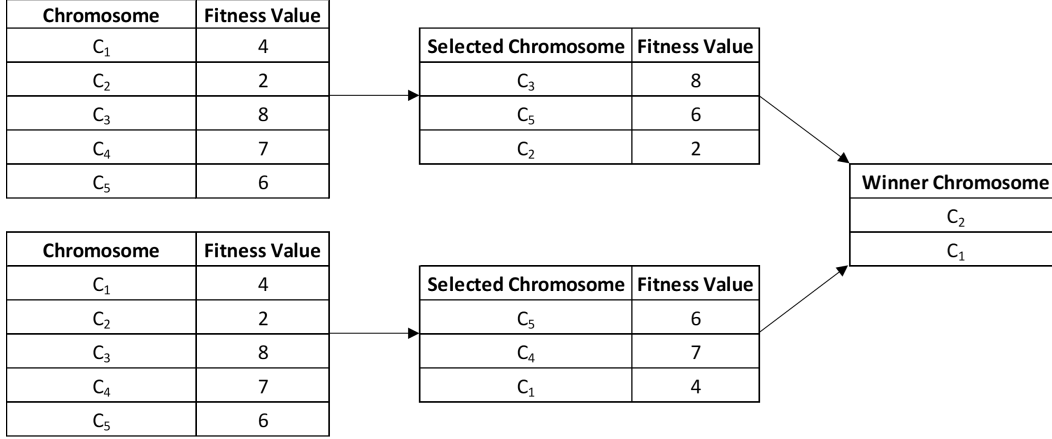 Chromosome Fitness Value
C₁ 4
C₂ 2
C₃ 8
C₄ 7
C₅ 6
Selected Chromosome Fitness Value
C₃ 8
C₅ 6
C₂ 2
Chromosome Fitness Value
C₁ 4
C₂ 2
C₃ 8
C₄ 7
C₅ 6
Selected Chromosome Fitness Value
C₅ 6
C₄ 7
C₁ 4
Winner Chromosome
C₂
C₁